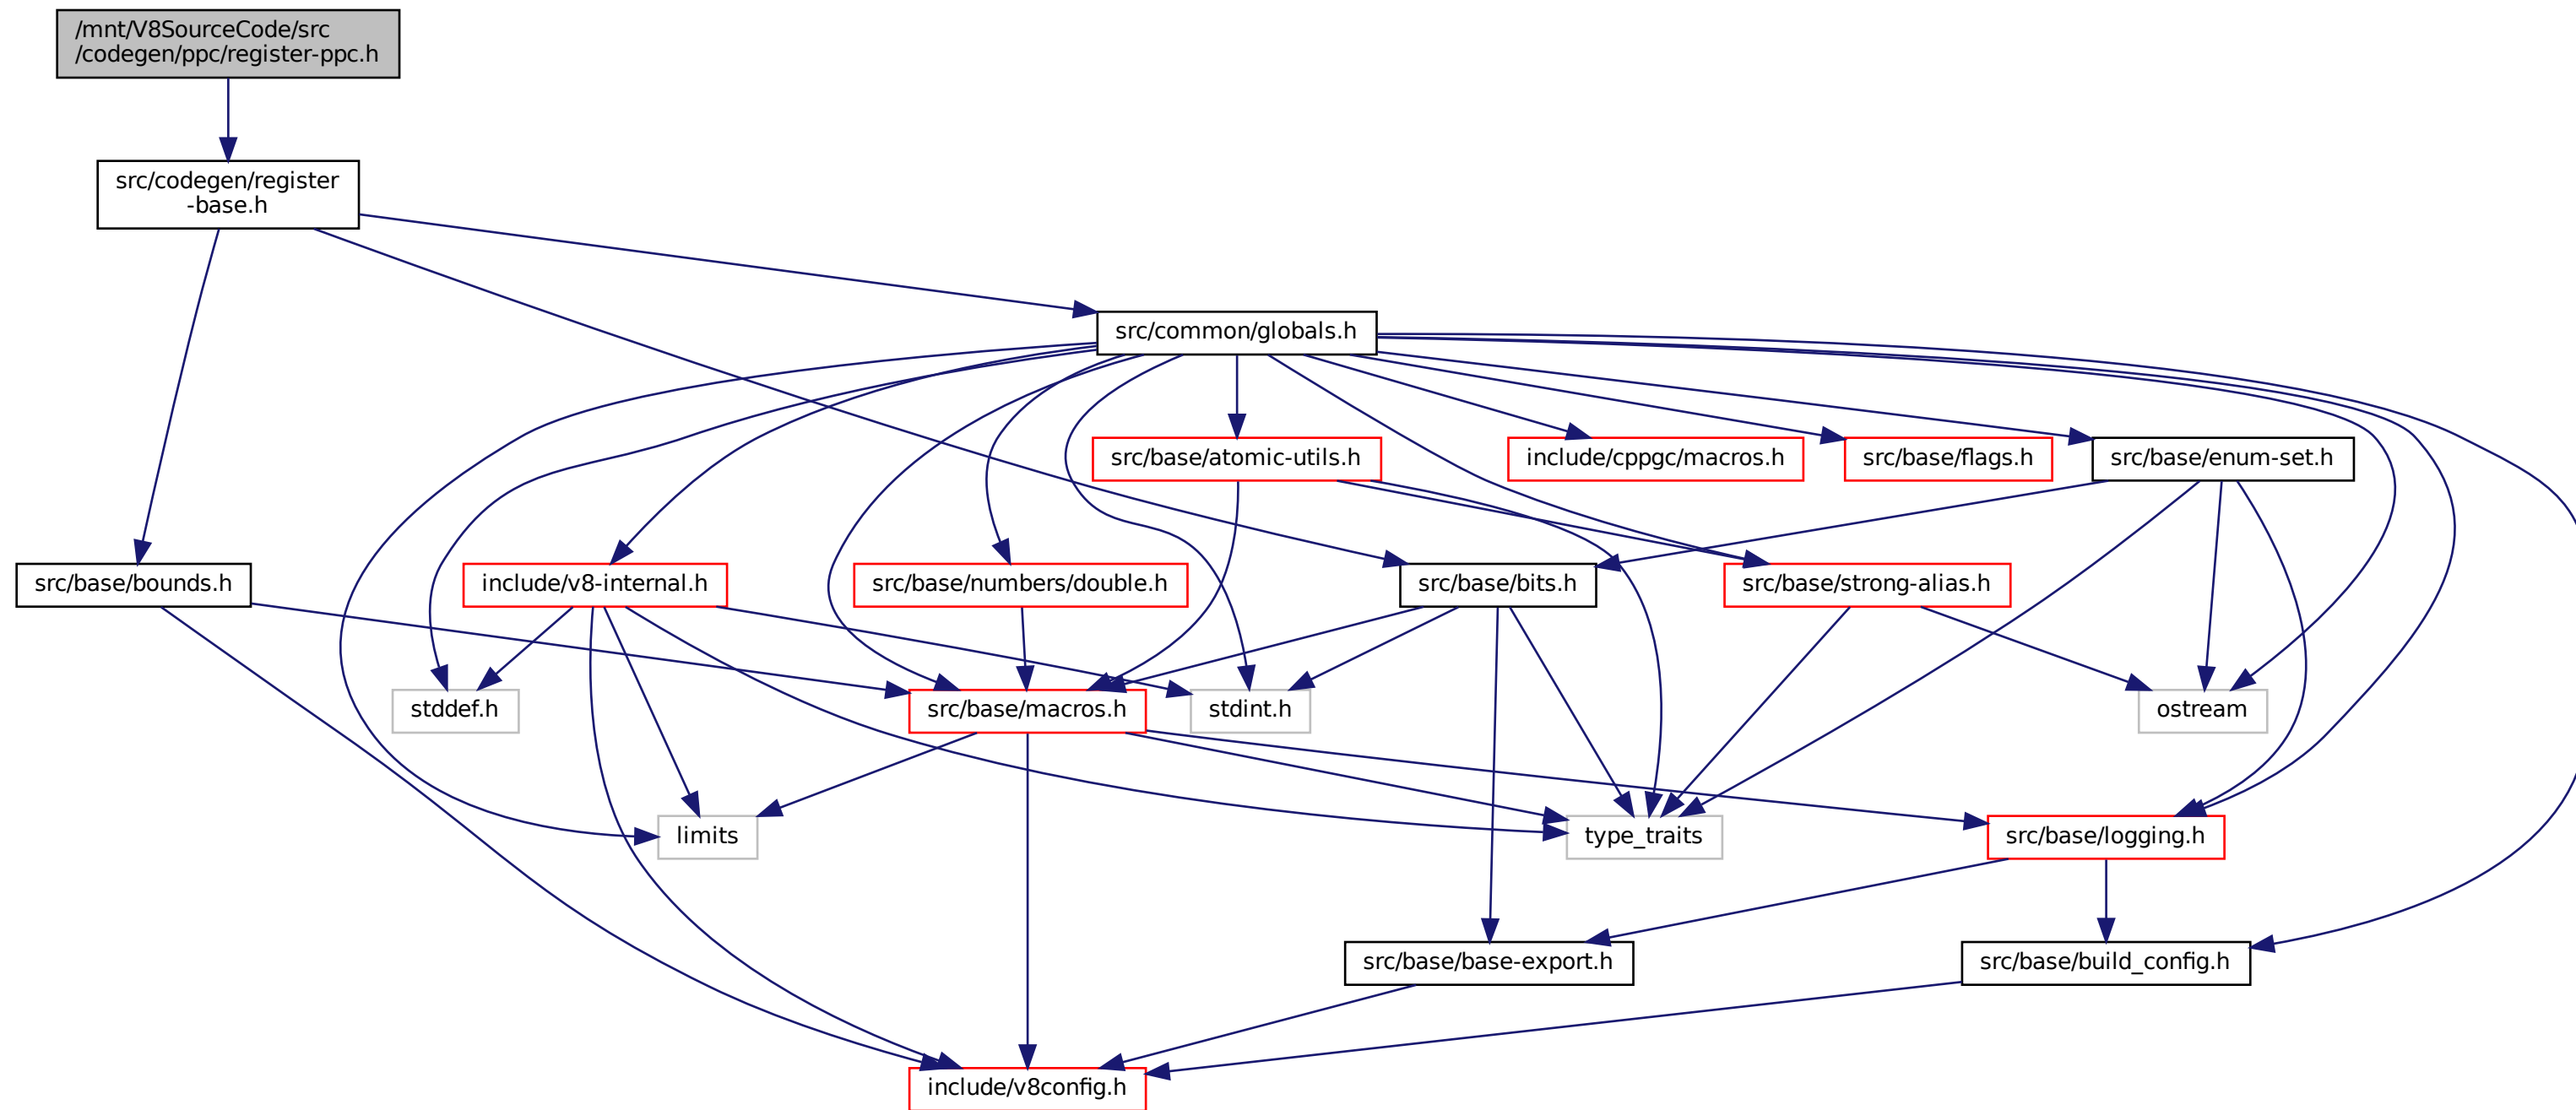 /mnt/V8SourceCode/src
/codegen/ppc/register-ppc.h
src/codegen/register
-base.h
src/common/globals.h
src/base/atomic-utils.h
include/cppgc/macros.h
src/base/flags.h
src/base/enum-set.h
src/base/bounds.h
include/v8-internal.h
src/base/numbers/double.h
src/base/bits.h
src/base/strong-alias.h
stddef.h
src/base/macros.h
stdint.h
ostream
limits
type_traits
src/base/logging.h
src/base/base-export.h
src/base/build_config.h
include/v8config.h